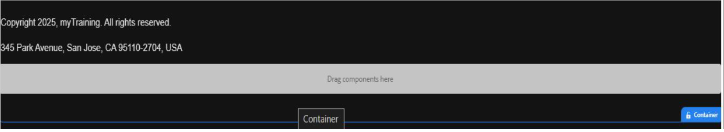 Copyright 2025, myTraining. All rights reserved.
345 Park Avenue, San Jose, CA 95110-2704, USA
Drag components here
Container
Container